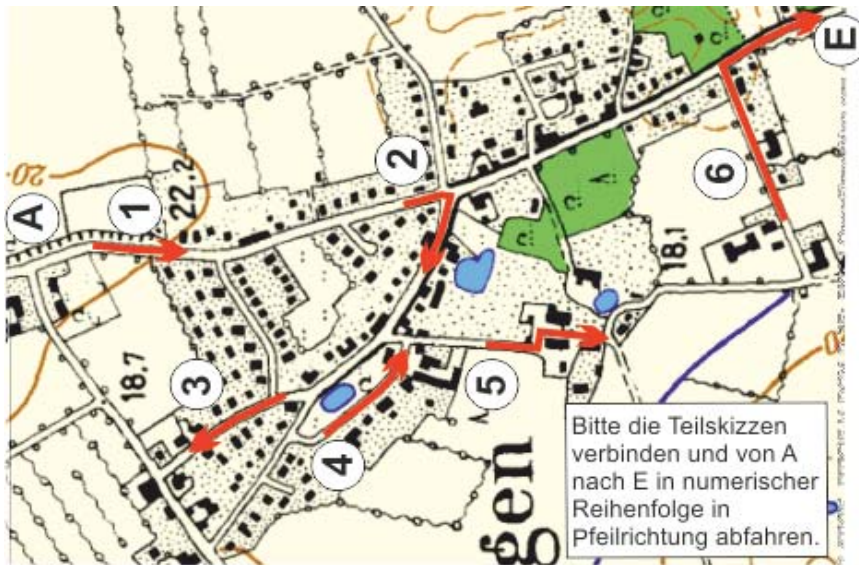 A
1
22.2
20
2
E
6
18.1
18.7
3
4
5
gen
Bitte die Teilskizzen
verbinden und von A
nach E in numerischer
Reihenfolge in
Pfeilrichtung abfahren.